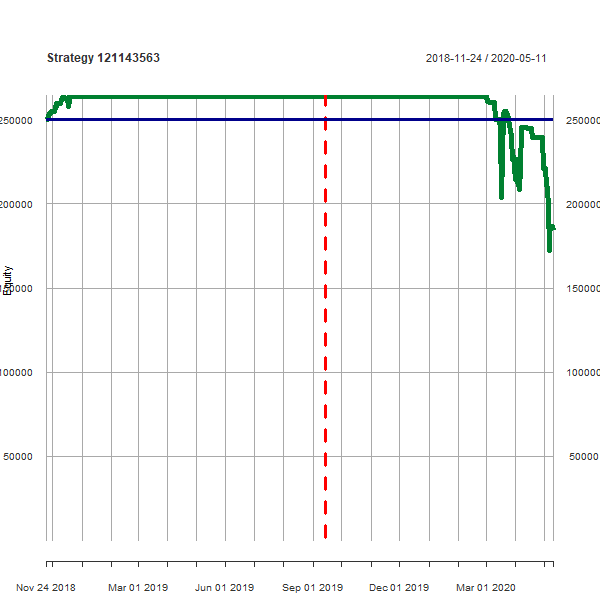 Strategy 121143563
2018-11-24 / 2020-05-11
250000
250000
200000
200000
Equity
150000
150000
100000
100000
50000
50000
Nov 24 2018
Mar 01 2019
Jun 01 2019
Sep 01 2019
Dec 01 2019
Mar 01 2020